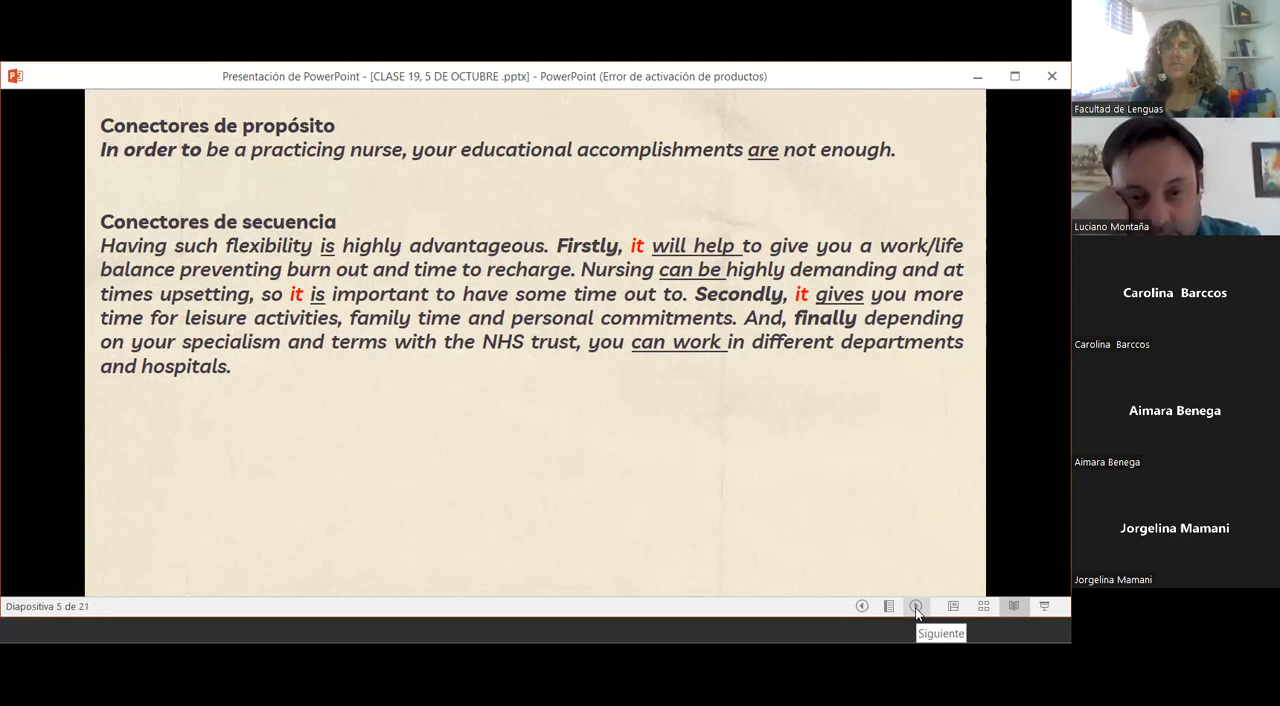 Presentación de PowerPoint - [CLASE 19, 5 DE OCTUBRE .pptx] - PowerPoint (Error de activación de productos)
Conectores de propósito
In order to be a practicing nurse, your educational accomplishments are not enough.
Conectores de secuencia
Having such flexibility is highly advantageous. Firstly, it will help to give you a work/life
balance preventing burn out and time to recharge. Nursing can be highly demanding and at
times upsetting, so it is important to have some time out to. Secondly, it gives you more
time for leisure activities, family time and personal commitments. And, finally depending
on your specialism and terms with the NHS trust, you can work in different departments
and hospitals.
Diapositiva 5 de 21
Siguiente
Facultad de Lenguas
Luciano Montaña
Carolina Barccos
Carolina Barccos
Aimara Benega
Aimara Benega
Jorgelina Mamani
Jorgelina Mamani